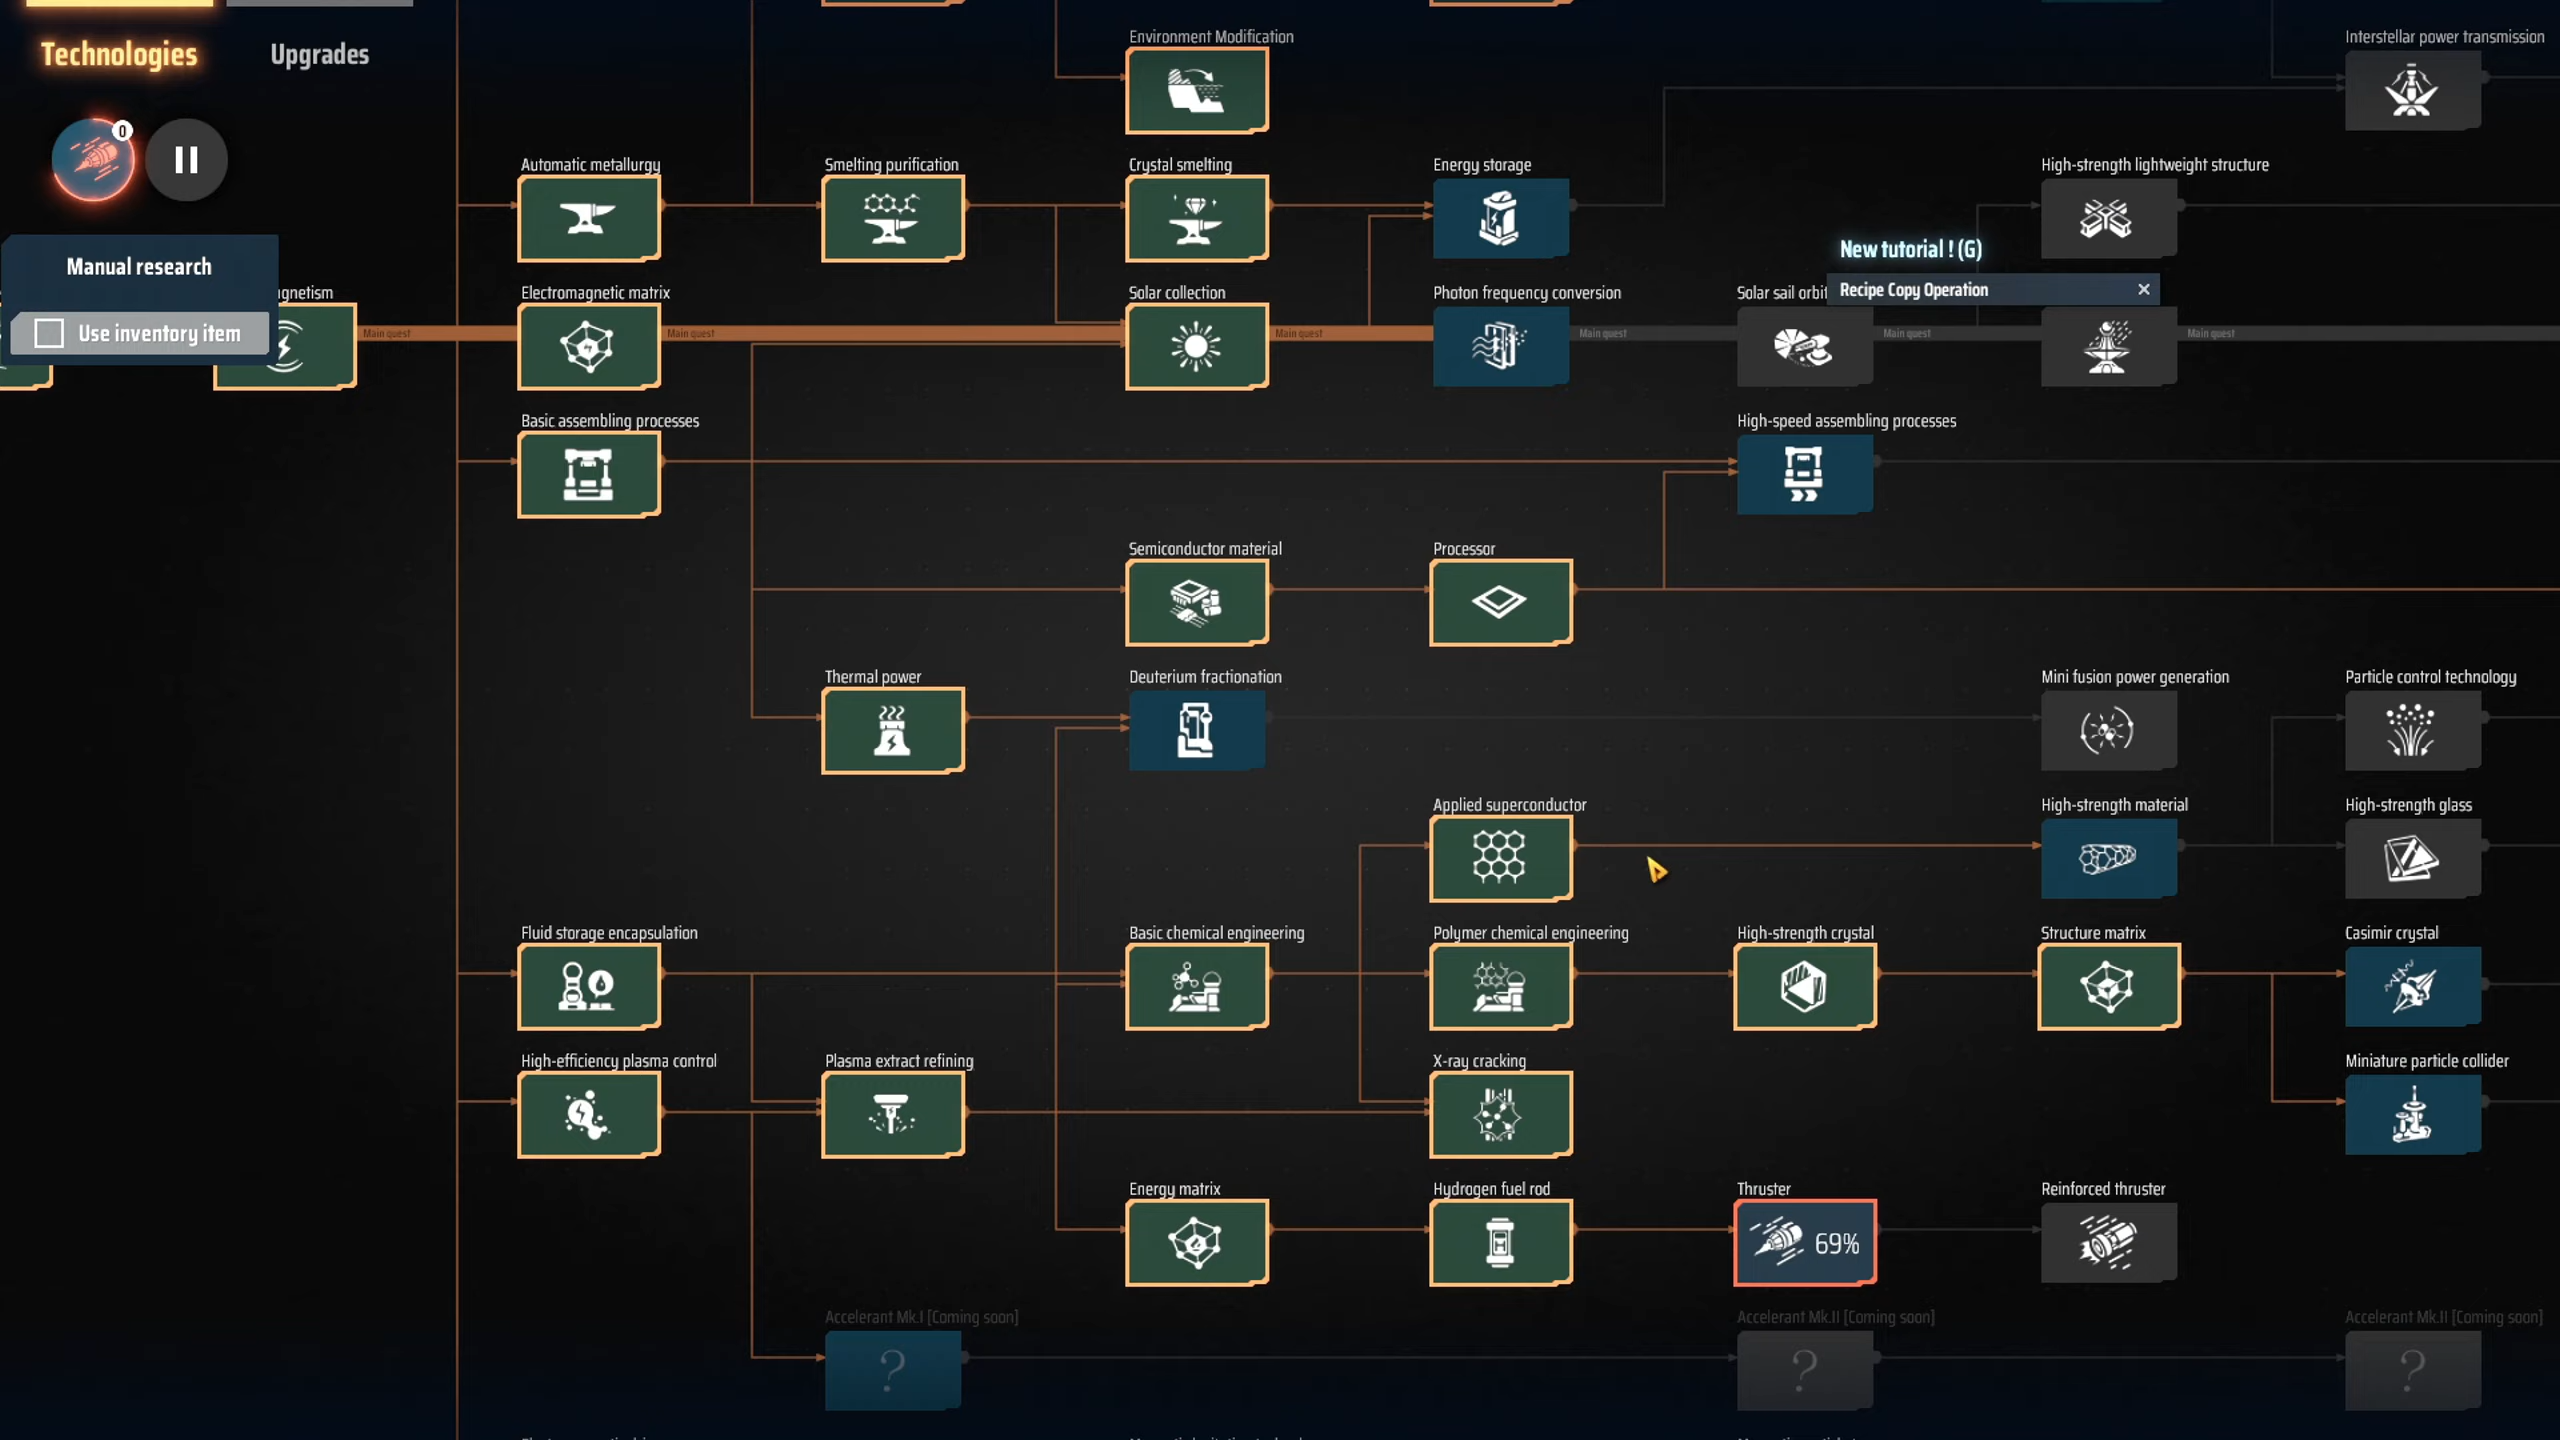 Technologies
Upgrades
0
Manual research
Use inventory item
Environment Modification
Interstellar power transmission
Automatic metallurgy
Smelting purification
Crystal smelting
Energy storage
High-strength lightweight structure
New tutorial ! (G)
Recipe Copy Operation
gnetism
Electromagnetic matrix
Solar collection
Photon frequency conversion
Solar sail orbit
Main quest
Main quest
Main quest
Main quest
Main quest
Main quest
Basic assembling processes
High-speed assembling processes
Semiconductor material
Processor
Thermal power
Deuterium fractionation
Mini fusion power generation
Particle control technology
Applied superconductor
High-strength material
High-strength glass
Fluid storage encapsulation
Basic chemical engineering
Polymer chemical engineering
High-strength crystal
Structure matrix
Casimir crystal
High-efficiency plasma control
Plasma extract refining
X-ray cracking
Miniature particle collider
Energy matrix
Hydrogen fuel rod
Thruster
Reinforced thruster
69%
Accelerant Mk.I [Coming soon]
Accelerant Mk.II [Coming soon]
Accelerant Mk.II [Coming soon]
?
?
?